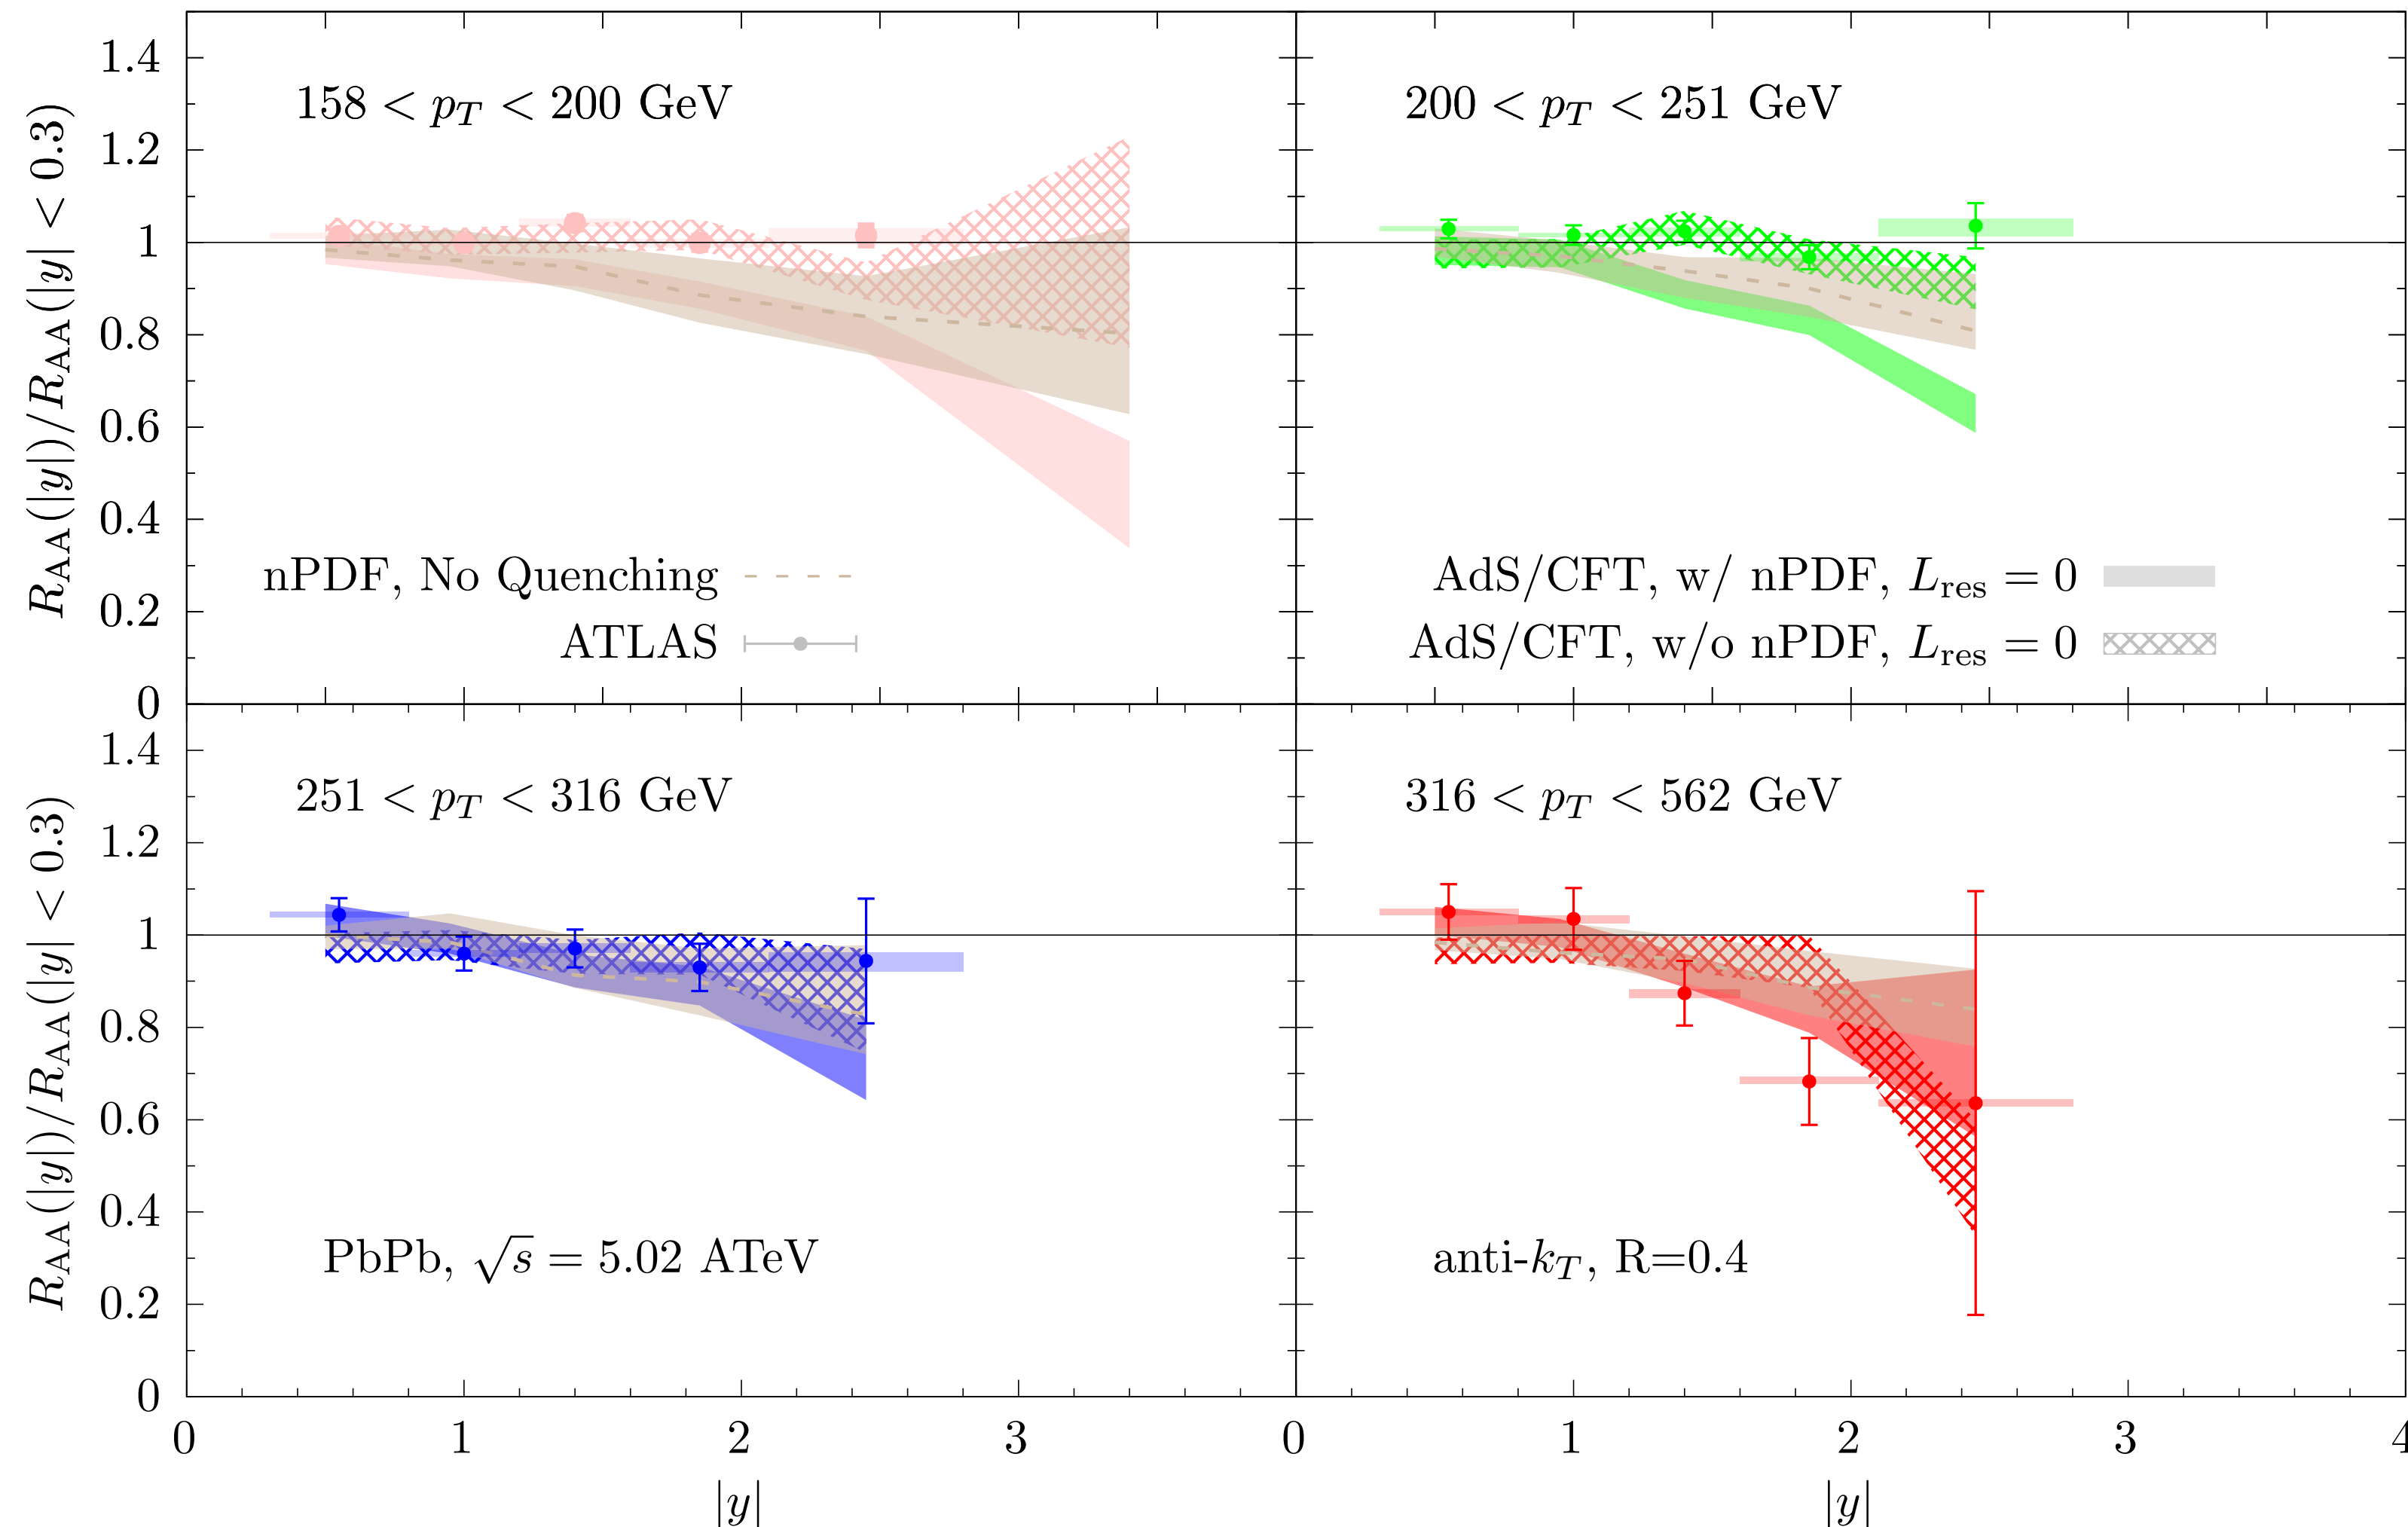 R_AA(|y|)/R_AA(|y| < 0.3)
1.4
1.2
1
0.8
0.6
0.4
0.2
0
158 < p_T < 200 GeV
nPDF, No Quenching
ATLAS
200 < p_T < 251 GeV
AdS/CFT, w/ nPDF, L_res = 0
AdS/CFT, w/o nPDF, L_res = 0
R_AA(|y|)/R_AA(|y| < 0.3)
1.4
1.2
1
0.8
0.6
0.4
0.2
0
251 < p_T < 316 GeV
PbPb, √s = 5.02 ATeV
316 < p_T < 562 GeV
anti-k_T, R=0.4
0 1 2 3 0 1 2 3 4
|y| |y|